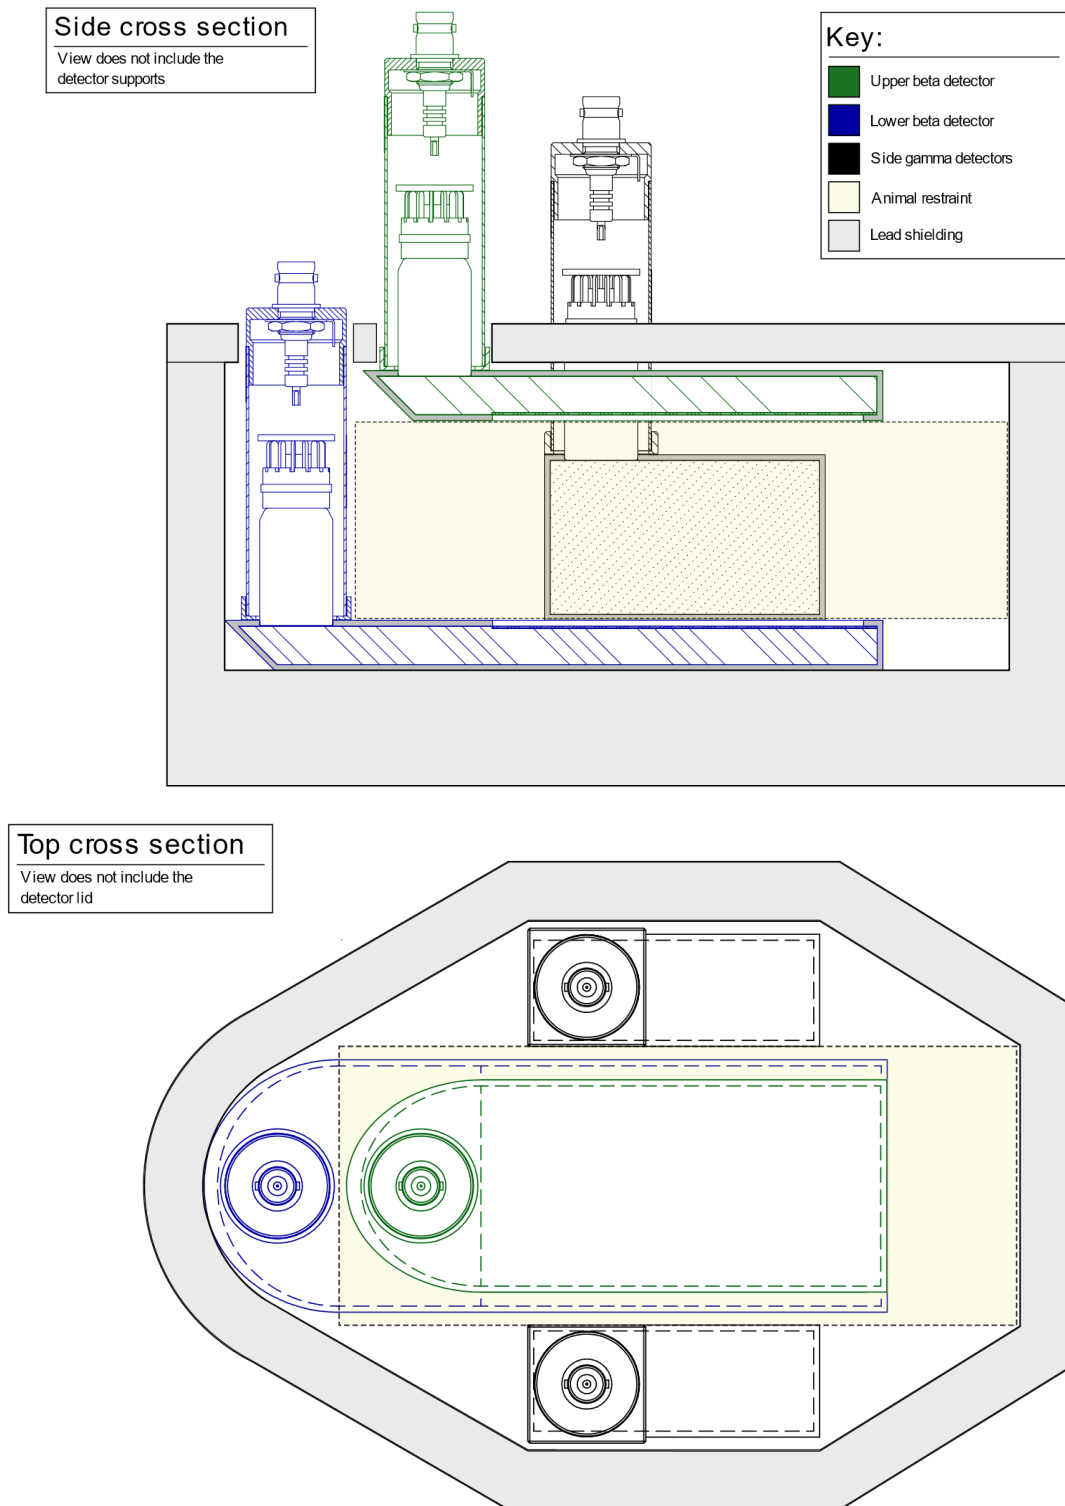 Side cross section
View does not include the
detector supports
Key:
Upper beta detector
Lower beta detector
Side gamma detectors
Animal restraint
Lead shielding
Top cross section
View does not include the
detector lid